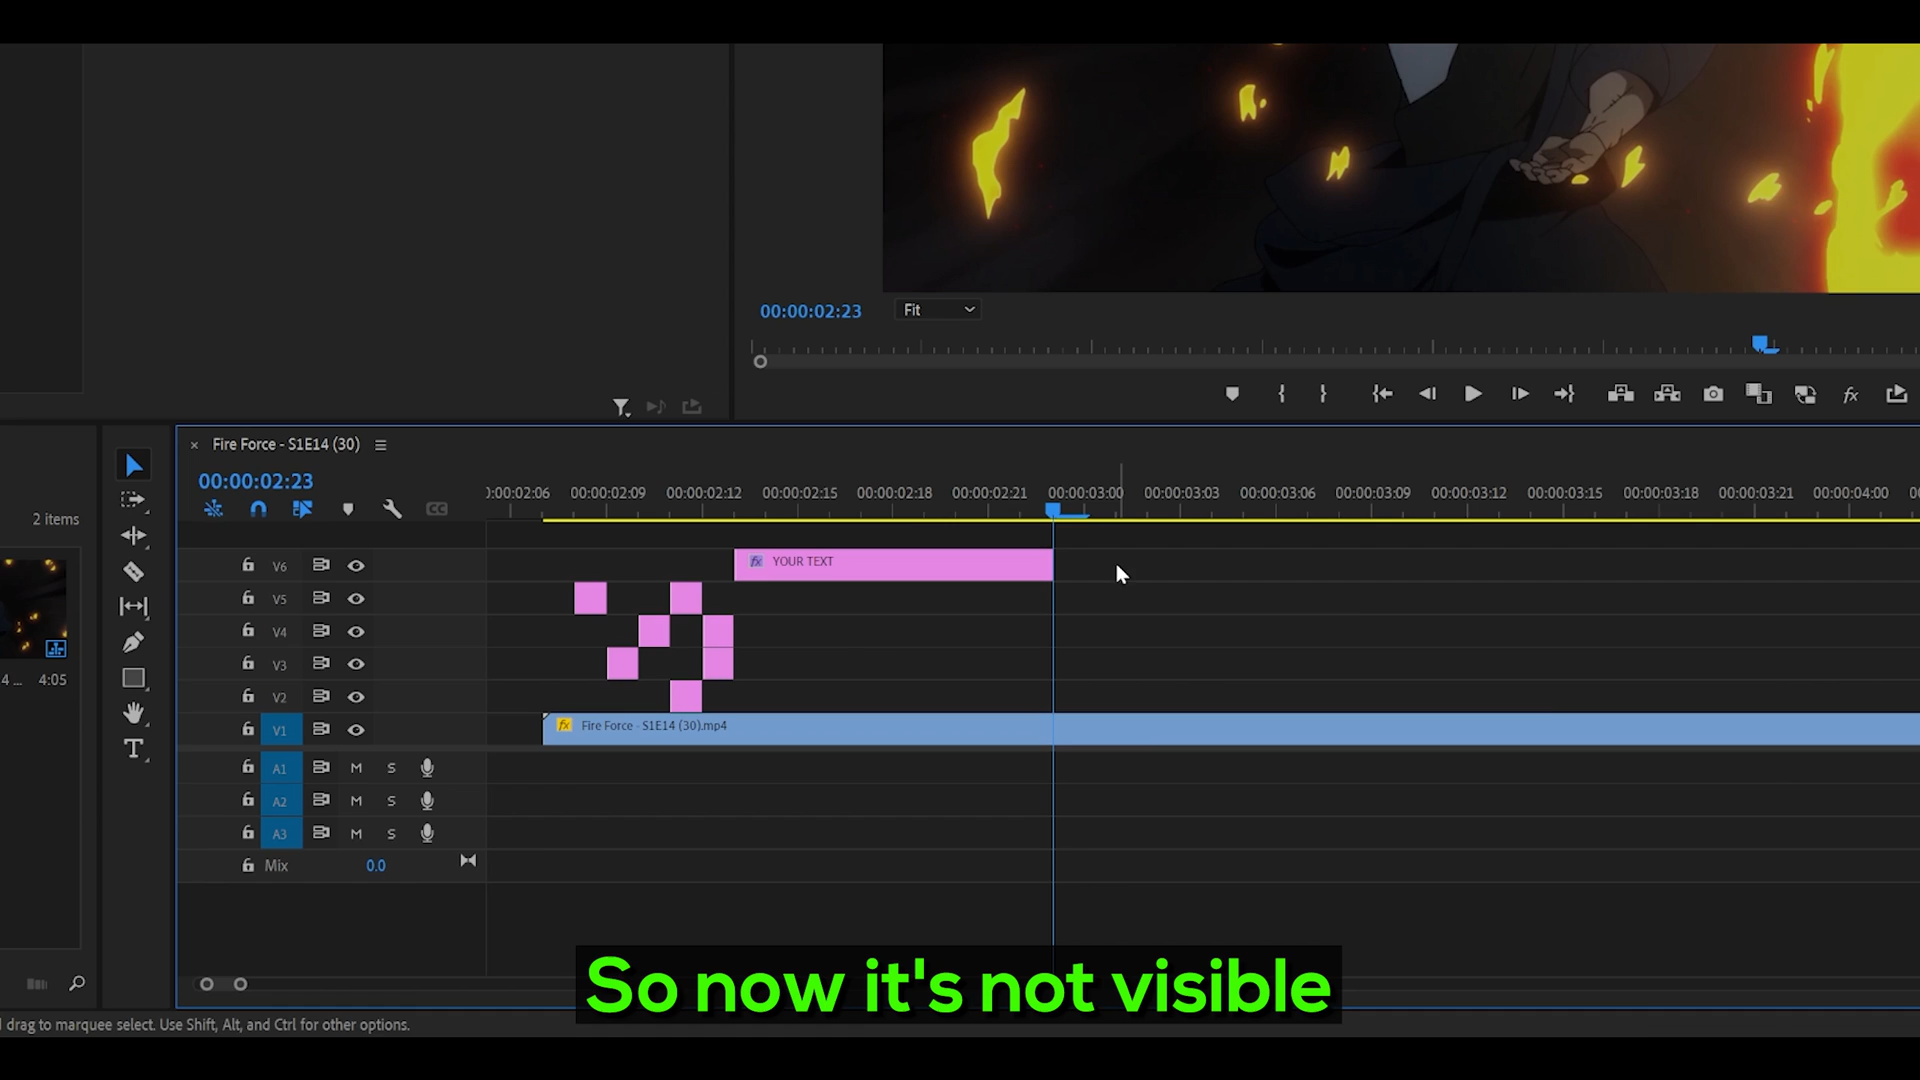 00:00:02:23
Fit
Fire Force - S1E14 (30)
00:00:02:23
2 items
00:00:02:06 00:00:02:09 00:00:02:12 00:00:02:15 00:00:02:18 00:00:02:21 00:00:03:00 00:00:03:03 00:00:03:06 00:00:03:09 00:00:03:12 00:00:03:15 00:00:03:18 00:00:03:21 00:00:04:00
V6
fx YOUR TEXT
V5
V4
V3
4 ... 4:05
V2
V1
fx Fire Force - S1E14 (30).mp4
A1 M S
A2 M S
A3 M S
Mix 0.0
So now it's not visible
drag to marquee select. Use Shift, Alt, and Ctrl for other options.